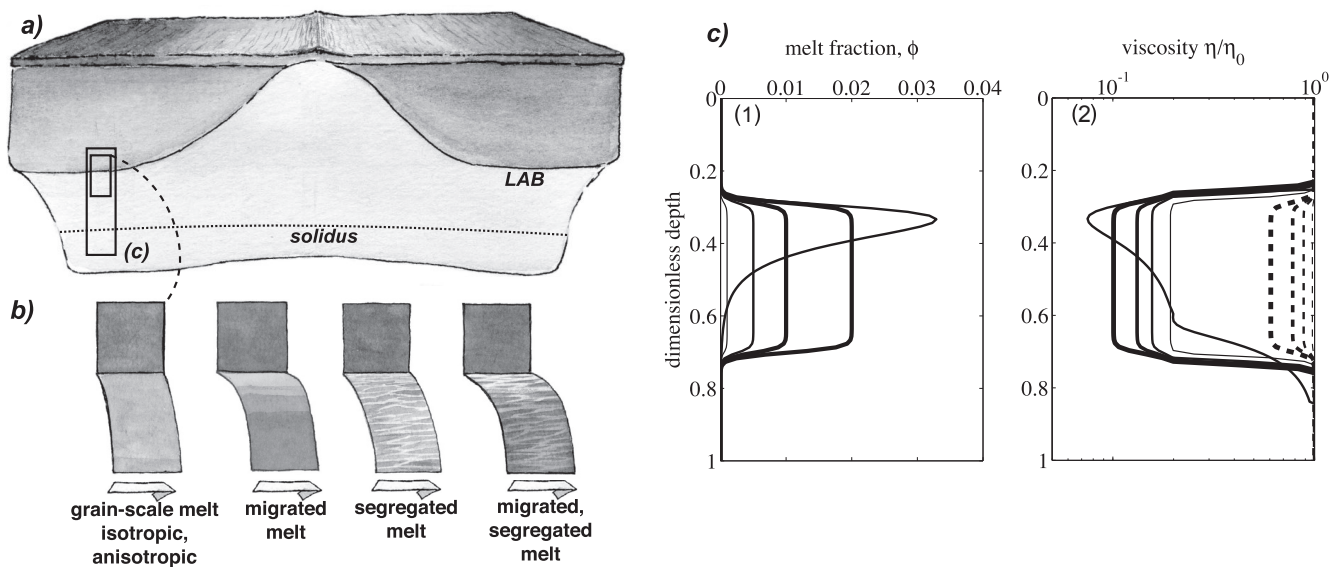 a)
LAB
solidus
(c)
b)
grain-scale melt
isotropic,
anisotropic
migrated
melt
segregated
melt
migrated,
segregated
melt
c)
melt fraction, ϕ
0 0.01 0.02 0.03 0.04
(1)
dimensionless depth
0
0.2
0.4
0.6
0.8
1
viscosity η/η₀
10⁻¹ 10⁰
(2)
0
0.2
0.4
0.6
0.8
1